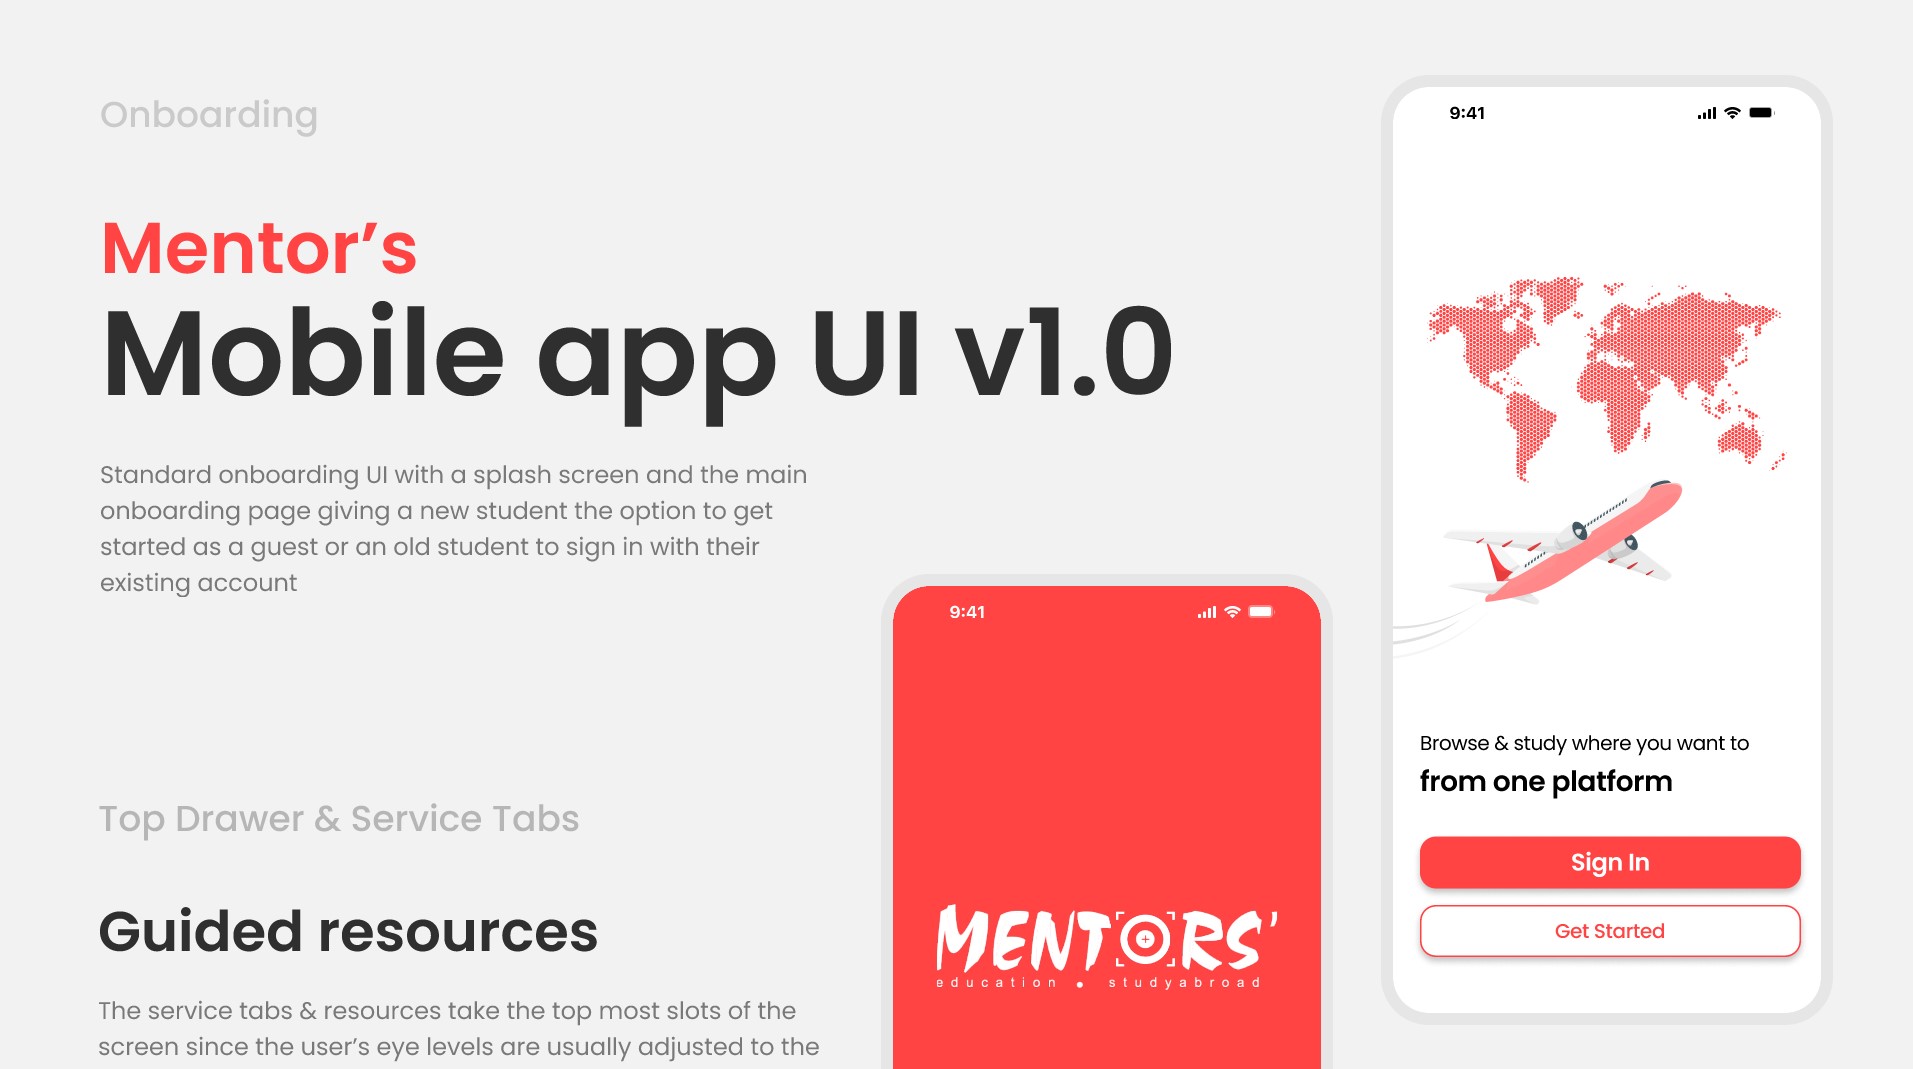 Onboarding
Mentor’s
Mobile app UI v1.0
Standard onboarding UI with a splash screen and the main
onboarding page giving a new student the option to get
started as a guest or an old student to sign in with their
existing account
Top Drawer & Service Tabs
Guided resources
The service tabs & resources take the top most slots of the
screen since the user’s eye levels are usually adjusted to the
9:41
MENTORS’
education • studyabroad
9:41
Browse & study where you want to
from one platform
Sign In
Get Started